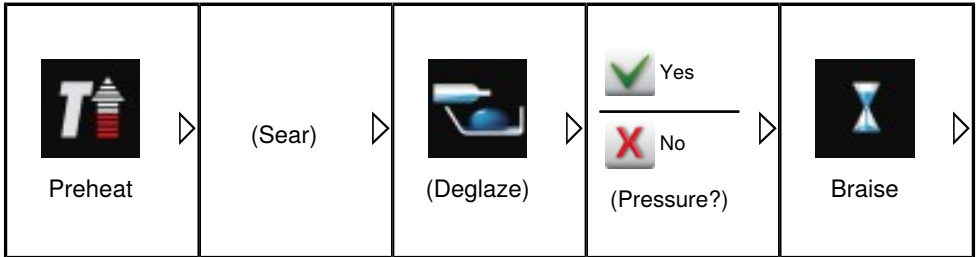 T
Preheat
(Sear)
(Deglaze)
Yes
X No
(Pressure?)
Braise